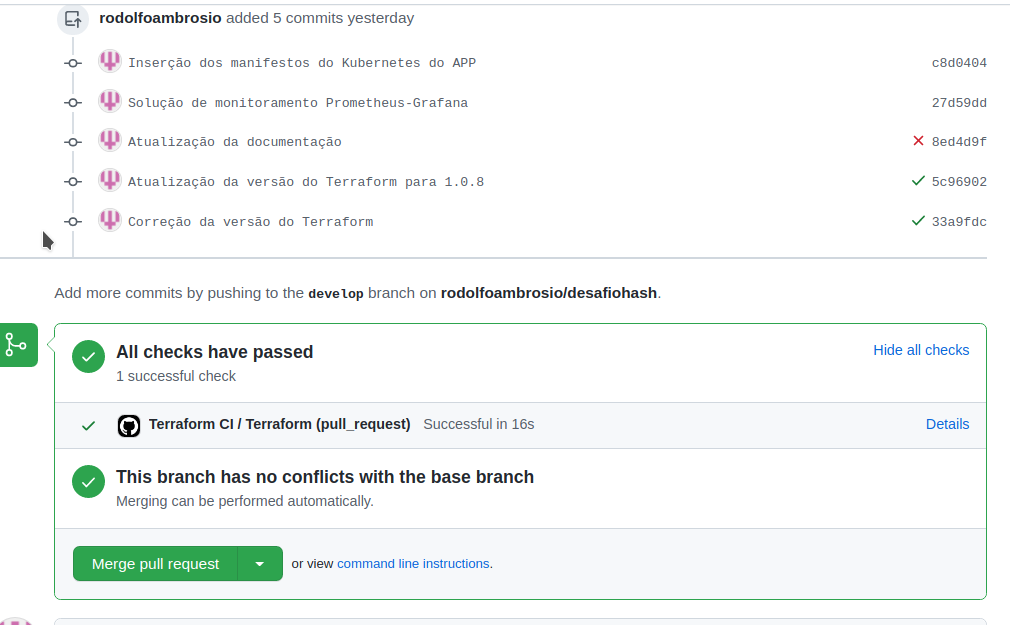 rodolfoambrosio added 5 commits yesterday
Inserção dos manifestos do Kubernetes do APP c8d0404
Solução de monitoramento Prometheus-Grafana 27d59dd
Atualização da documentação 8ed4d9f
Atualização da versão do Terraform para 1.0.8 5c96902
Correção da versão do Terraform 33a9fdc
Add more commits by pushing to the develop branch on rodolfoambrosio/desafiohash.
All checks have passed Hide all checks
1 successful check
Terraform CI / Terraform (pull_request) Successful in 16s Details
This branch has no conflicts with the base branch
Merging can be performed automatically.
Merge pull request or view command line instructions.